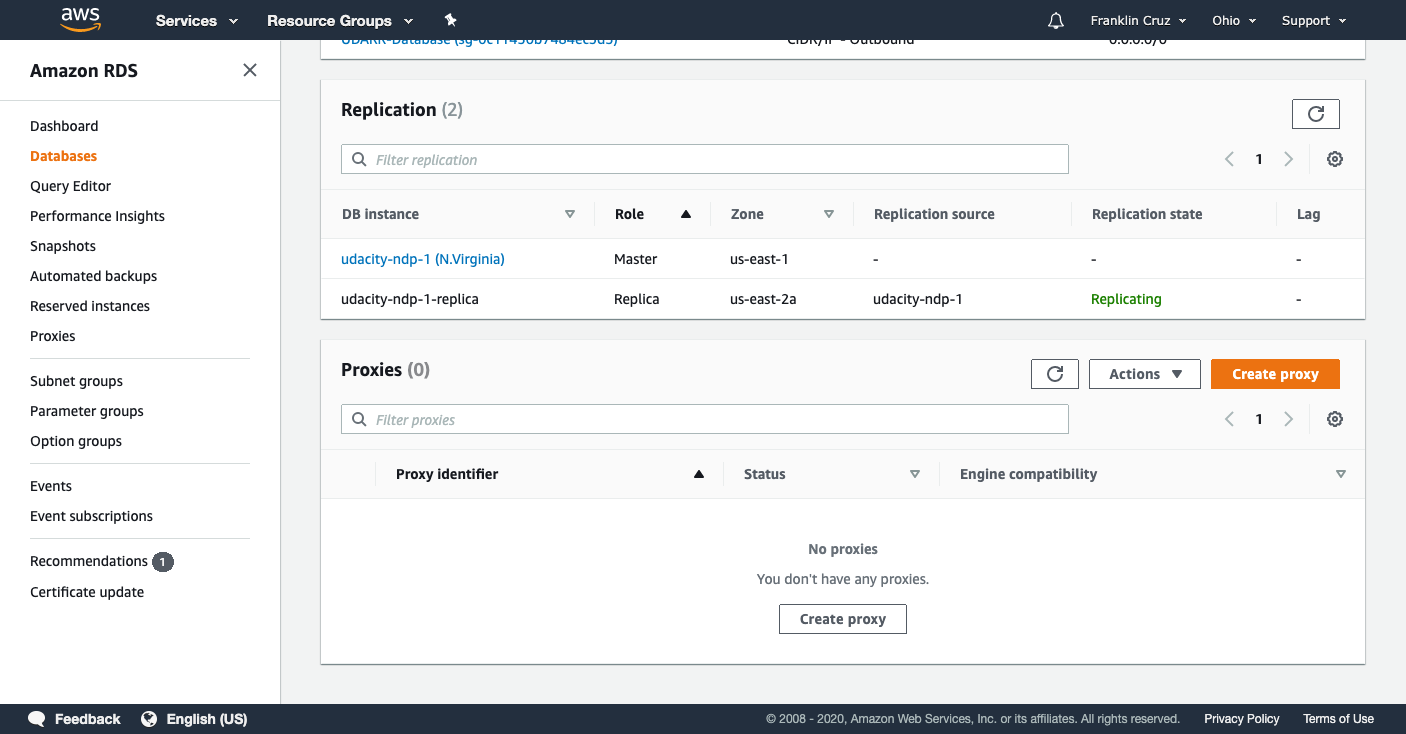 aws Services Resource Groups Franklin Cruz Ohio Support
CIDR/IP - Outbound 0.0.0.0/0
Amazon RDS
Dashboard
Databases
Query Editor
Performance Insights
Snapshots
Automated backups
Reserved instances
Proxies
Subnet groups
Parameter groups
Option groups
Events
Event subscriptions
Recommendations 1
Certificate update
Replication (2)
Filter replication
1
DB instance Role Zone Replication source Replication state Lag
udacity-ndp-1 (N.Virginia) Master us-east-1 - - -
udacity-ndp-1-replica Replica us-east-2a udacity-ndp-1 Replicating -
Proxies (0)
Actions Create proxy
Filter proxies
1
Proxy identifier Status Engine compatibility
No proxies
You don't have any proxies.
Create proxy
Feedback English (US) © 2008 - 2020, Amazon Web Services, Inc. or its affiliates. All rights reserved. Privacy Policy Terms of Use